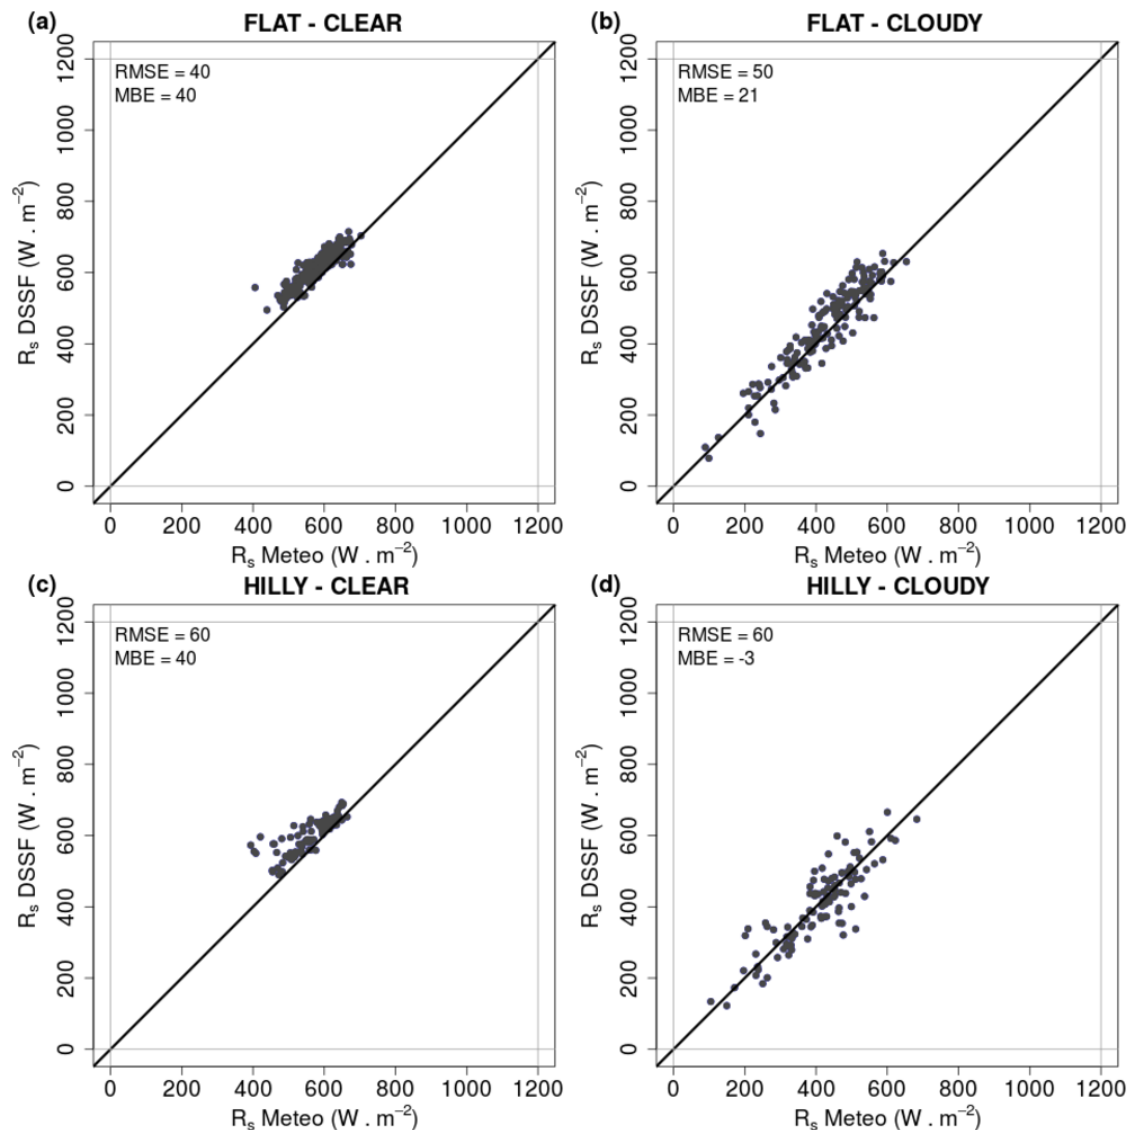 (a) FLAT - CLEAR
RMSE = 40
MBE = 40
1200
1000
800
600
400
200
0
Rs DSSF (W . m−2)
0 200 400 600 800 1000 1200
Rs Meteo (W . m−2)
(b) FLAT - CLOUDY
RMSE = 50
MBE = 21
1200
1000
800
600
400
200
0
Rs DSSF (W . m−2)
0 200 400 600 800 1000 1200
Rs Meteo (W . m−2)
(c) HILLY - CLEAR
RMSE = 60
MBE = 40
1200
1000
800
600
400
200
0
Rs DSSF (W . m−2)
0 200 400 600 800 1000 1200
Rs Meteo (W . m−2)
(d) HILLY - CLOUDY
RMSE = 60
MBE = -3
1200
1000
800
600
400
200
0
Rs DSSF (W . m−2)
0 200 400 600 800 1000 1200
Rs Meteo (W . m−2)